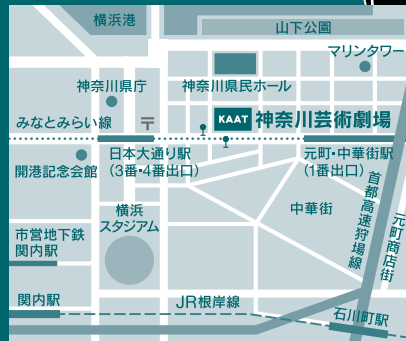 横浜港
山下公園
マリンタワー
神奈川県庁
神奈川県民ホール
みなとみらい線
〒
KAAT 神奈川芸術劇場
開港記念会館
日本大通り駅
(3番・4番出口)
元町・中華街駅
(1番出口)
横浜
スタジアム
中華街
首都高速狩場線
元町商店街
市営地下鉄
関内駅
関内駅
JR根岸線
石川町駅